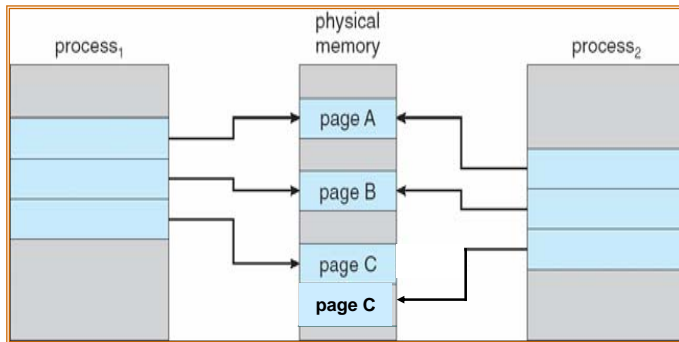 physical
memory
process₁
process₂
page A
page B
page C
page C